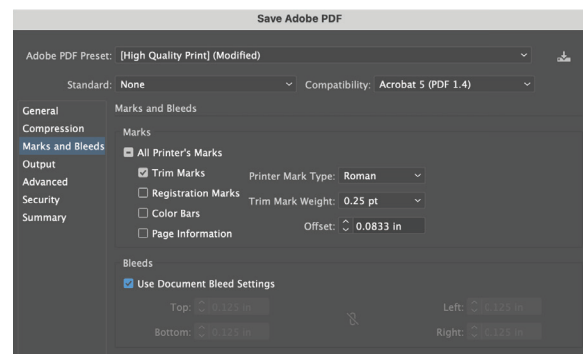 Save Adobe PDF
Adobe PDF Preset: [High Quality Print] (Modified)
Standard: None Compatibility: Acrobat 5 (PDF 1.4)
General
Compression
Marks and Bleeds
Output
Advanced
Security
Summary
Marks and Bleeds
Marks
All Printer's Marks
Trim Marks
Registration Marks
Color Bars
Page Information
Printer Mark Type: Roman
Trim Mark Weight: 0.25 pt
Offset: 0.0833 in
Bleeds
Use Document Bleed Settings
Top: 0.125 in Left: 0.125 in
Bottom: 0.125 in Right: 0.125 in